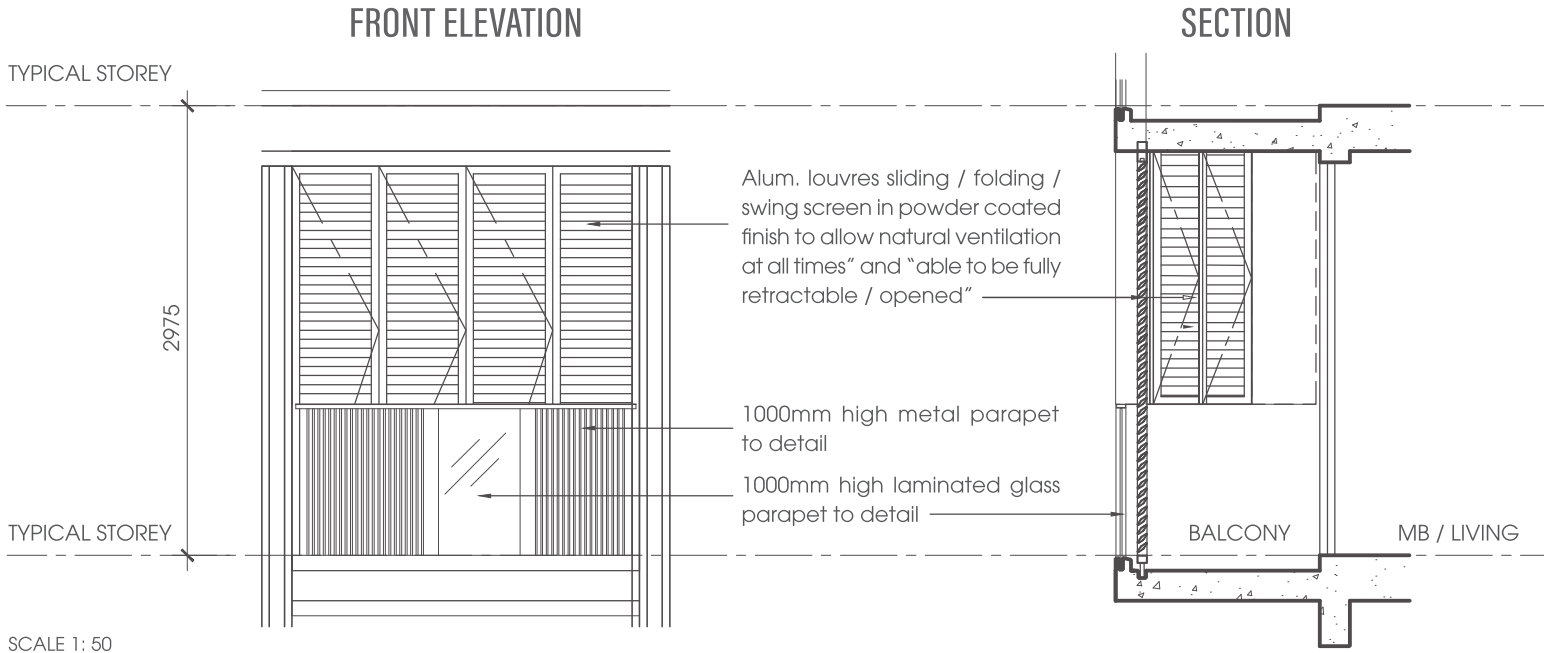 FRONT ELEVATION
SECTION
TYPICAL STOREY
2975
Alum. louvres sliding / folding /
swing screen in powder coated
finish to allow natural ventilation
at all times” and “able to be fully
retractable / opened”
1000mm high metal parapet
to detail
1000mm high laminated glass
parapet to detail
TYPICAL STOREY
BALCONY
MB / LIVING
SCALE 1: 50